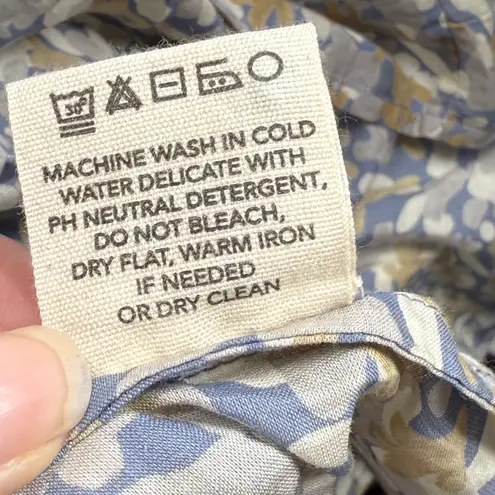 30°
MACHINE WASH IN COLD
WATER DELICATE WITH
PH NEUTRAL DETERGENT,
DO NOT BLEACH,
DRY FLAT, WARM IRON
IF NEEDED
OR DRY CLEAN